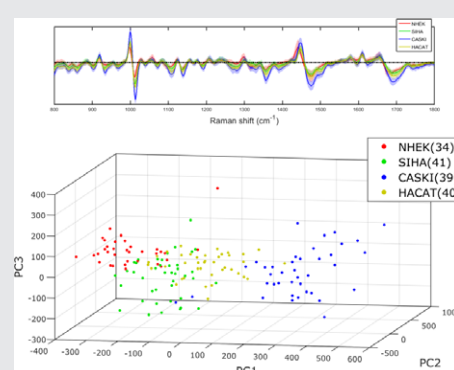 NHEK
SIHA
CASKI
HACAT
800 900 1000 1100 1200 1300 1400 1500 1600 1700 1800
Raman shift (cm-1)
NHEK(34)
SIHA(41)
CASKI(39
HACAT(40
400
300
200
100
0
-100
-200
-300
PC3
-400 -300 -200 -100 0 100 200 300 400 500 600
PC1
-500 0 500 100
PC2